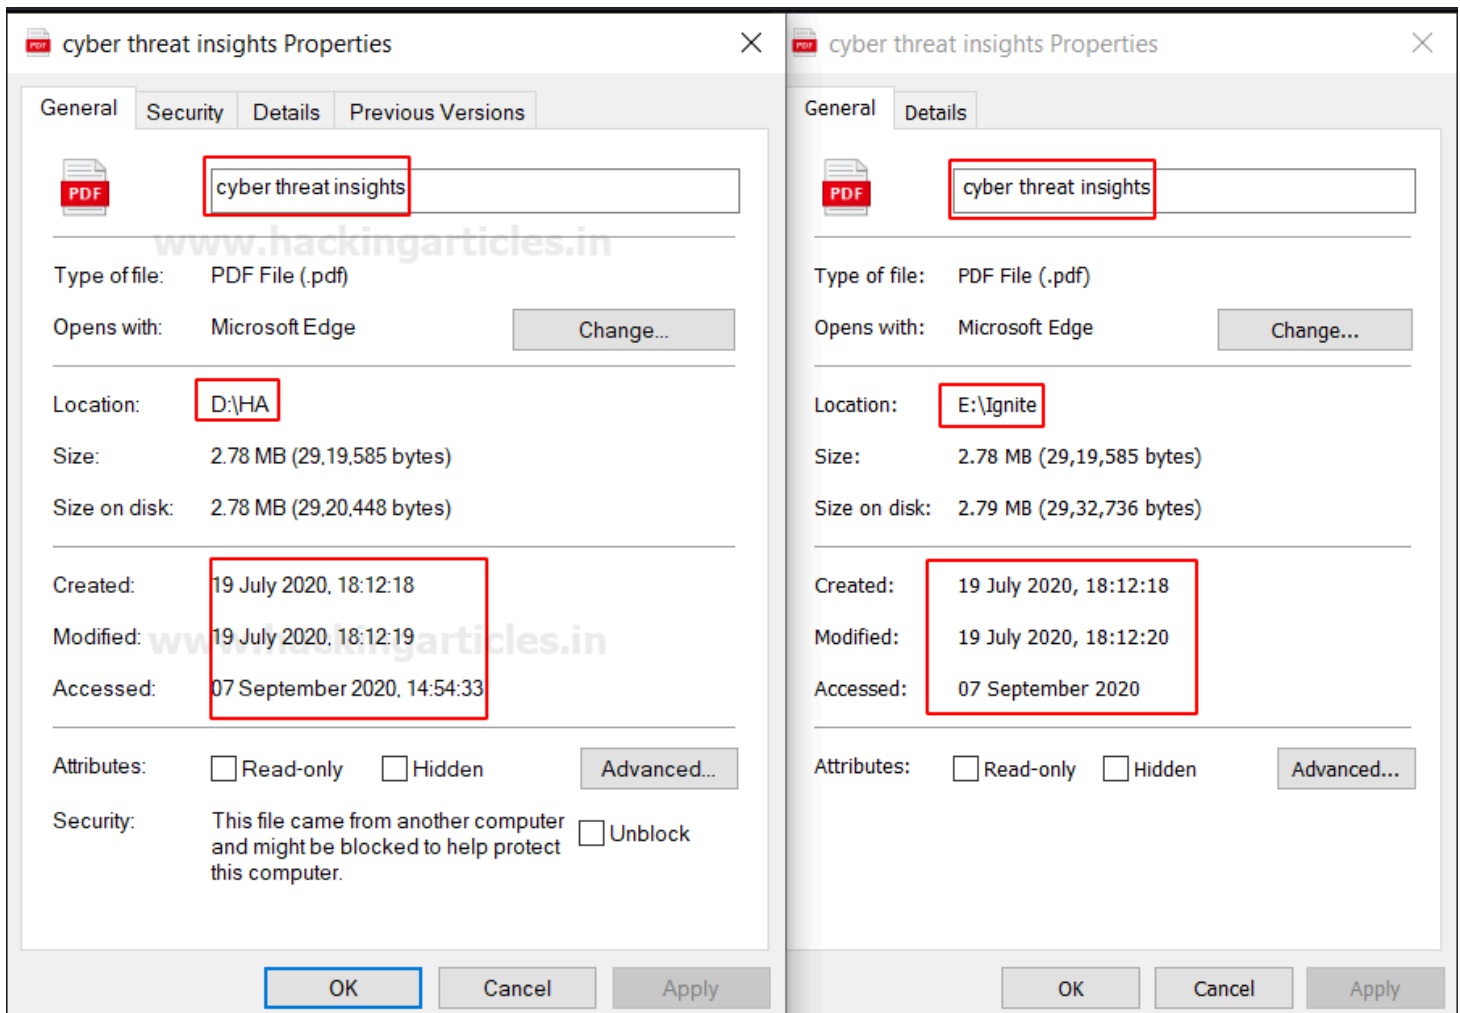 cyber threat insights Properties
General Security Details Previous Versions
PDF cyber threat insights
www.hackingarticles.in
Type of file: PDF File (.pdf)
Opens with: Microsoft Edge Change...
Location: D:\HA
Size: 2.78 MB (29,19,585 bytes)
Size on disk: 2.78 MB (29,20,448 bytes)
Created: 19 July 2020, 18:12:18
Modified: 19 July 2020, 18:12:19
www.hackingarticles.in
Accessed: 07 September 2020, 14:54:33
Attributes: Read-only Hidden Advanced...
Security: This file came from another computer
and might be blocked to help protect
this computer.
Unblock
OK Cancel Apply
cyber threat insights Properties
General Details
PDF cyber threat insights
Type of file: PDF File (.pdf)
Opens with: Microsoft Edge Change...
Location: E:\Ignite
Size: 2.78 MB (29,19,585 bytes)
Size on disk: 2.79 MB (29,32,736 bytes)
Created: 19 July 2020, 18:12:18
Modified: 19 July 2020, 18:12:20
Accessed: 07 September 2020
Attributes: Read-only Hidden Advanced...
OK Cancel Apply